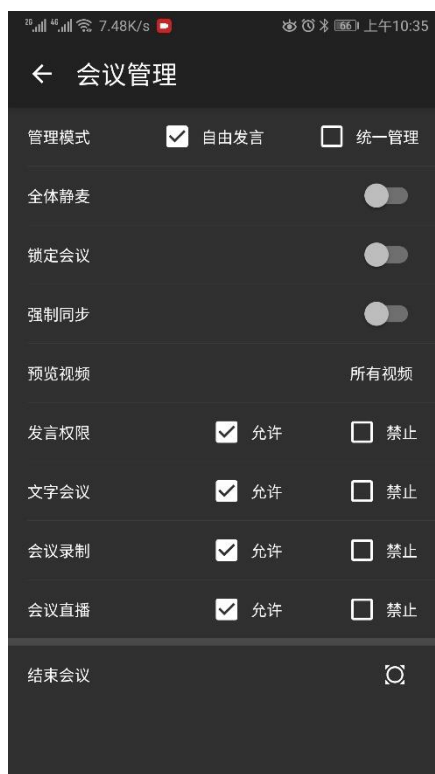 2G 4G 7.48K/s 66 上午10:35
会议管理
管理模式 自由发言 统一管理
全体静麦
锁定会议
强制同步
预览视频 所有视频
发言权限 允许 禁止
文字会议 允许 禁止
会议录制 允许 禁止
会议直播 允许 禁止
结束会议